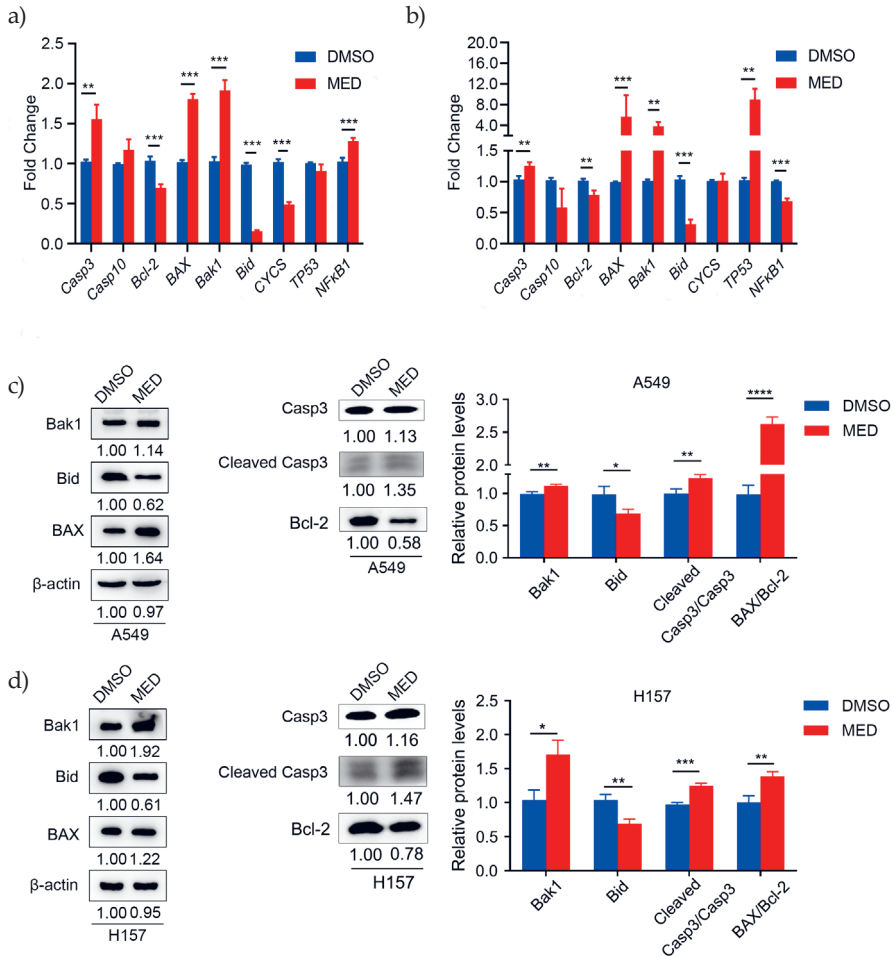 a)
Fold Change
2.5
2.0
1.5
1.0
0.5
0.0
** *** *** *** *** *** ***
DMSO
MED
Casp3 Casp10 Bcl-2 BAX Bak1 Bid CYCS TP53 NFκB1
b)
Fold Change
20.0
16.0
12.0
8.0
4.0
1.5
1.0
0.5
0.0
** ** *** ** *** ** ***
DMSO
MED
Casp3 Casp10 Bcl-2 BAX Bak1 Bid CYCS TP53 NFκB1
c)
DMSO MED
Bak1
1.00 1.14
Bid
1.00 0.62
BAX
1.00 1.64
β-actin
1.00 0.97
A549
DMSO MED
Casp3
1.00 1.13
Cleaved Casp3
1.00 1.35
Bcl-2
1.00 0.58
A549
A549
Relative protein levels
3.0
2.5
2.0
1.5
1.0
0.5
0.0
** * ** ****
DMSO
MED
Bak1 Bid Cleaved Casp3/Casp3 BAX/Bcl-2
d)
DMSO MED
Bak1
1.00 1.92
Bid
1.00 0.61
BAX
1.00 1.22
β-actin
1.00 0.95
H157
DMSO MED
Casp3
1.00 1.16
Cleaved Casp3
1.00 1.47
Bcl-2
1.00 0.78
H157
H157
Relative protein levels
2.5
2.0
1.5
1.0
0.5
0.0
* ** *** **
DMSO
MED
Bak1 Bid Cleaved Casp3/Casp3 BAX/Bcl-2